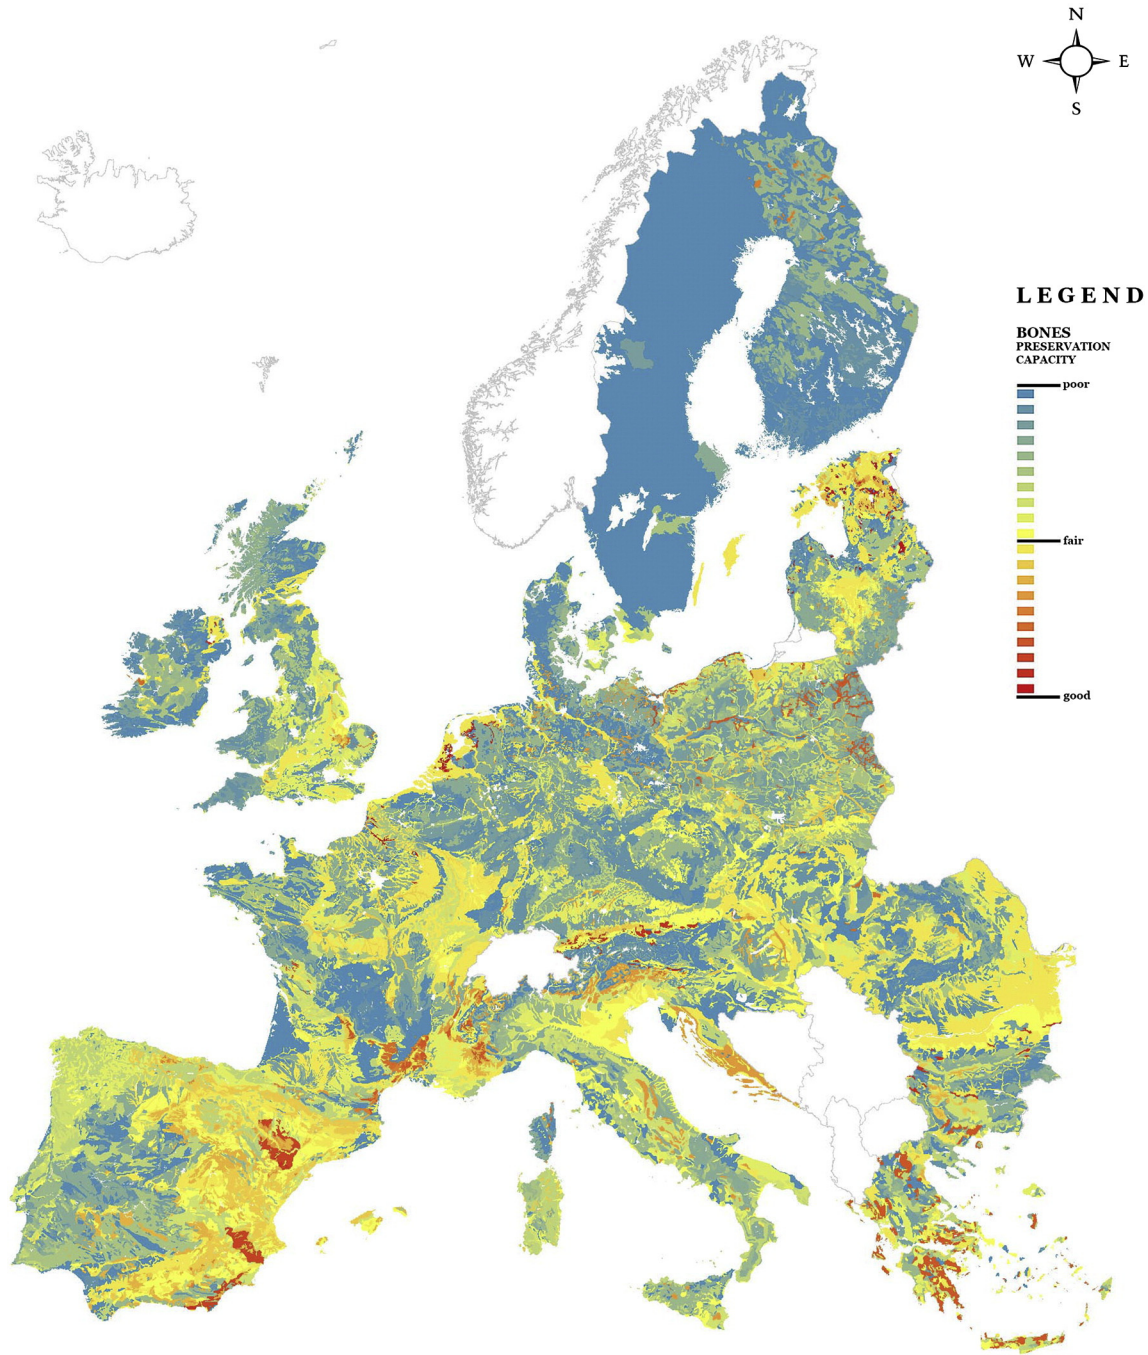 N
W E
S
LEGEND
BONES
PRESERVATION
CAPACITY
poor
fair
good